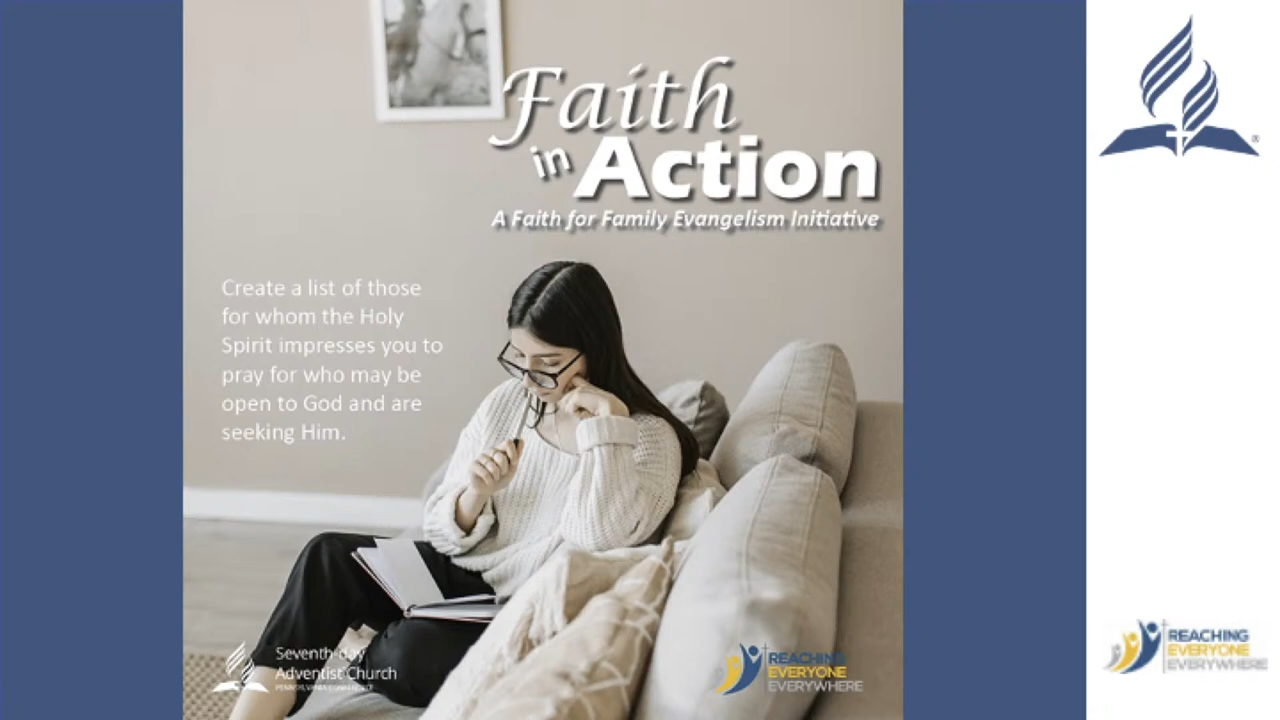 Faith
in Action
A Faith for Family Evangelism Initiative
Create a list of those
for whom the Holy
Spirit impresses you to
pray for who may be
open to God and are
seeking Him.
Seventh-day
Adventist Church
PENNSYLVANIA CONFERENCE
REACHING
EVERYONE
EVERYWHERE
®
REACHING
EVERYONE
EVERYWHERE